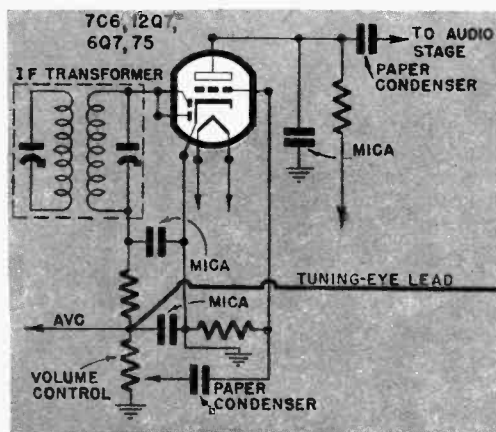 7C6, 12Q7,
6Q7, 75
IF TRANSFORMER
TO AUDIO
STAGE
PAPER
CONDENSER
MICA
MICA
TUNING-EYE LEAD
MICA
AVC
VOLUME
CONTROL
PAPER
CONDENSER